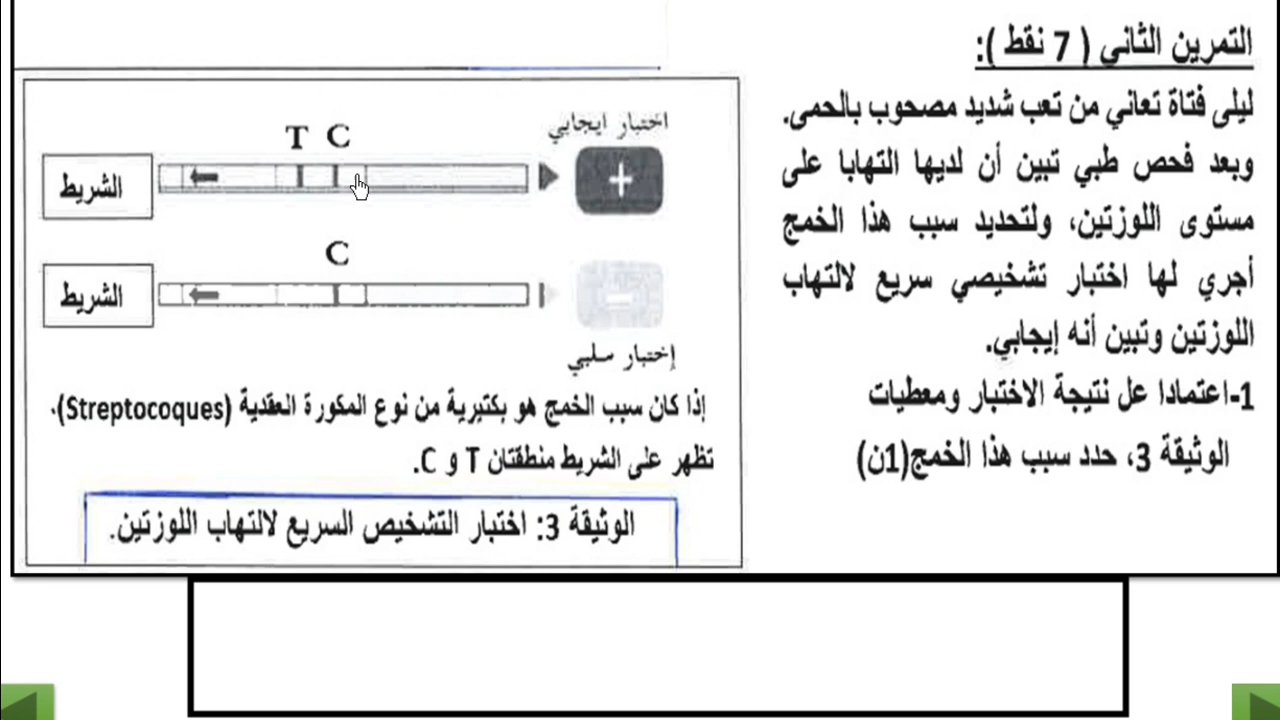 التمرين الثاني ( 7 نقط ):
ليلى فتاة تعاني من تعب شديد مصحوب بالحمى.
وبعد فحص طبي تبين أن لديها التهابا على
مستوى اللوزتين، ولتحديد سبب هذا الخمج
أجري لها اختبار تشخيصي سريع لالتهاب
اللوزتين وتبين أنه إيجابي.
1-اعتمادا عل نتيجة الاختبار ومعطيات
الوثيقة 3، حدد سبب هذا الخمج(1ن)
اختبار ايجابي
T C
+
الشريط
C
-
الشريط
إختبار سلبي
إذا كان سبب الخمج هو بكتيرية من نوع المكورة العقدية (Streptocoques)،
تظهر على الشريط منطقتان T و C.
الوثيقة 3: اختبار التشخيص السريع لالتهاب اللوزتين.